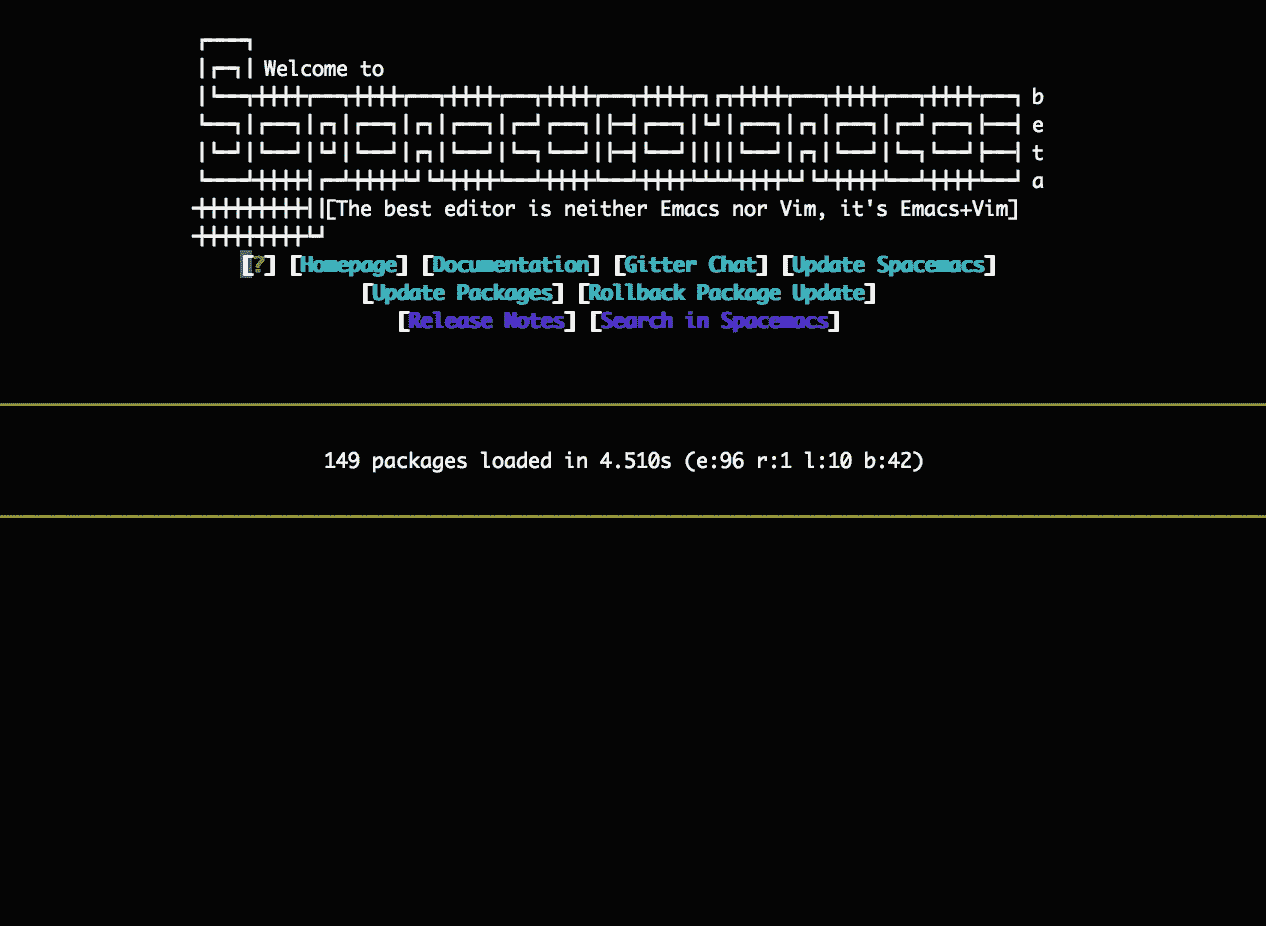 Welcome to
b
e
t
a
[The best editor is neither Emacs nor Vim, it's Emacs+Vim]
[?] [Homepage] [Documentation] [Gitter Chat] [Update Spacemacs]
[Update Packages] [Rollback Package Update]
[Release Notes] [Search in Spacemacs]
149 packages loaded in 4.510s (e:96 r:1 l:10 b:42)